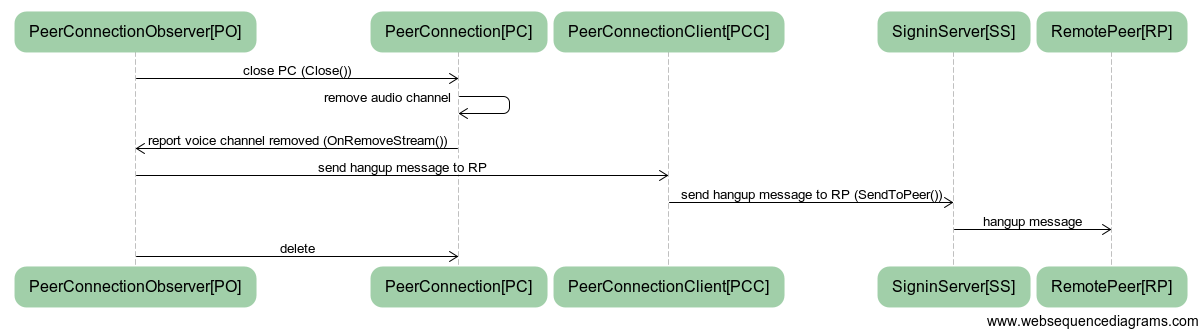 PeerConnectionObserver[PO] PeerConnection[PC] PeerConnectionClient[PCC] SigninServer[SS] RemotePeer[RP]
close PC (Close())
remove audio channel
report voice channel removed (OnRemoveStream())
send hangup message to RP
send hangup message to RP (SendToPeer())
hangup message
delete
PeerConnectionObserver[PO] PeerConnection[PC] PeerConnectionClient[PCC] SigninServer[SS] RemotePeer[RP]
www.websequencediagrams.com